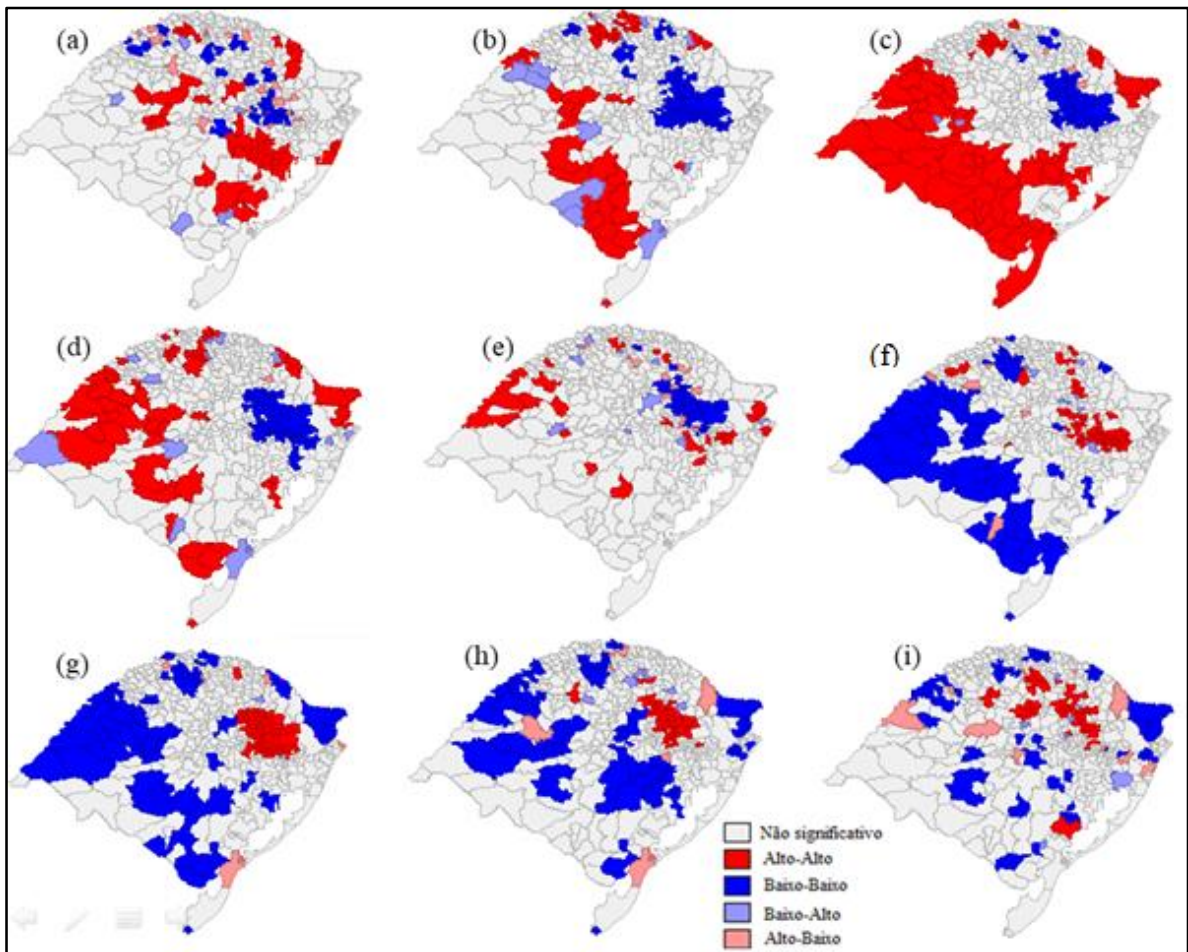 (a)
(b)
(c)
(d)
(e)
(f)
(g)
(h)
(i)
Não significativo
Alto-Alto
Baixo-Baixo
Baixo-Alto
Alto-Baixo